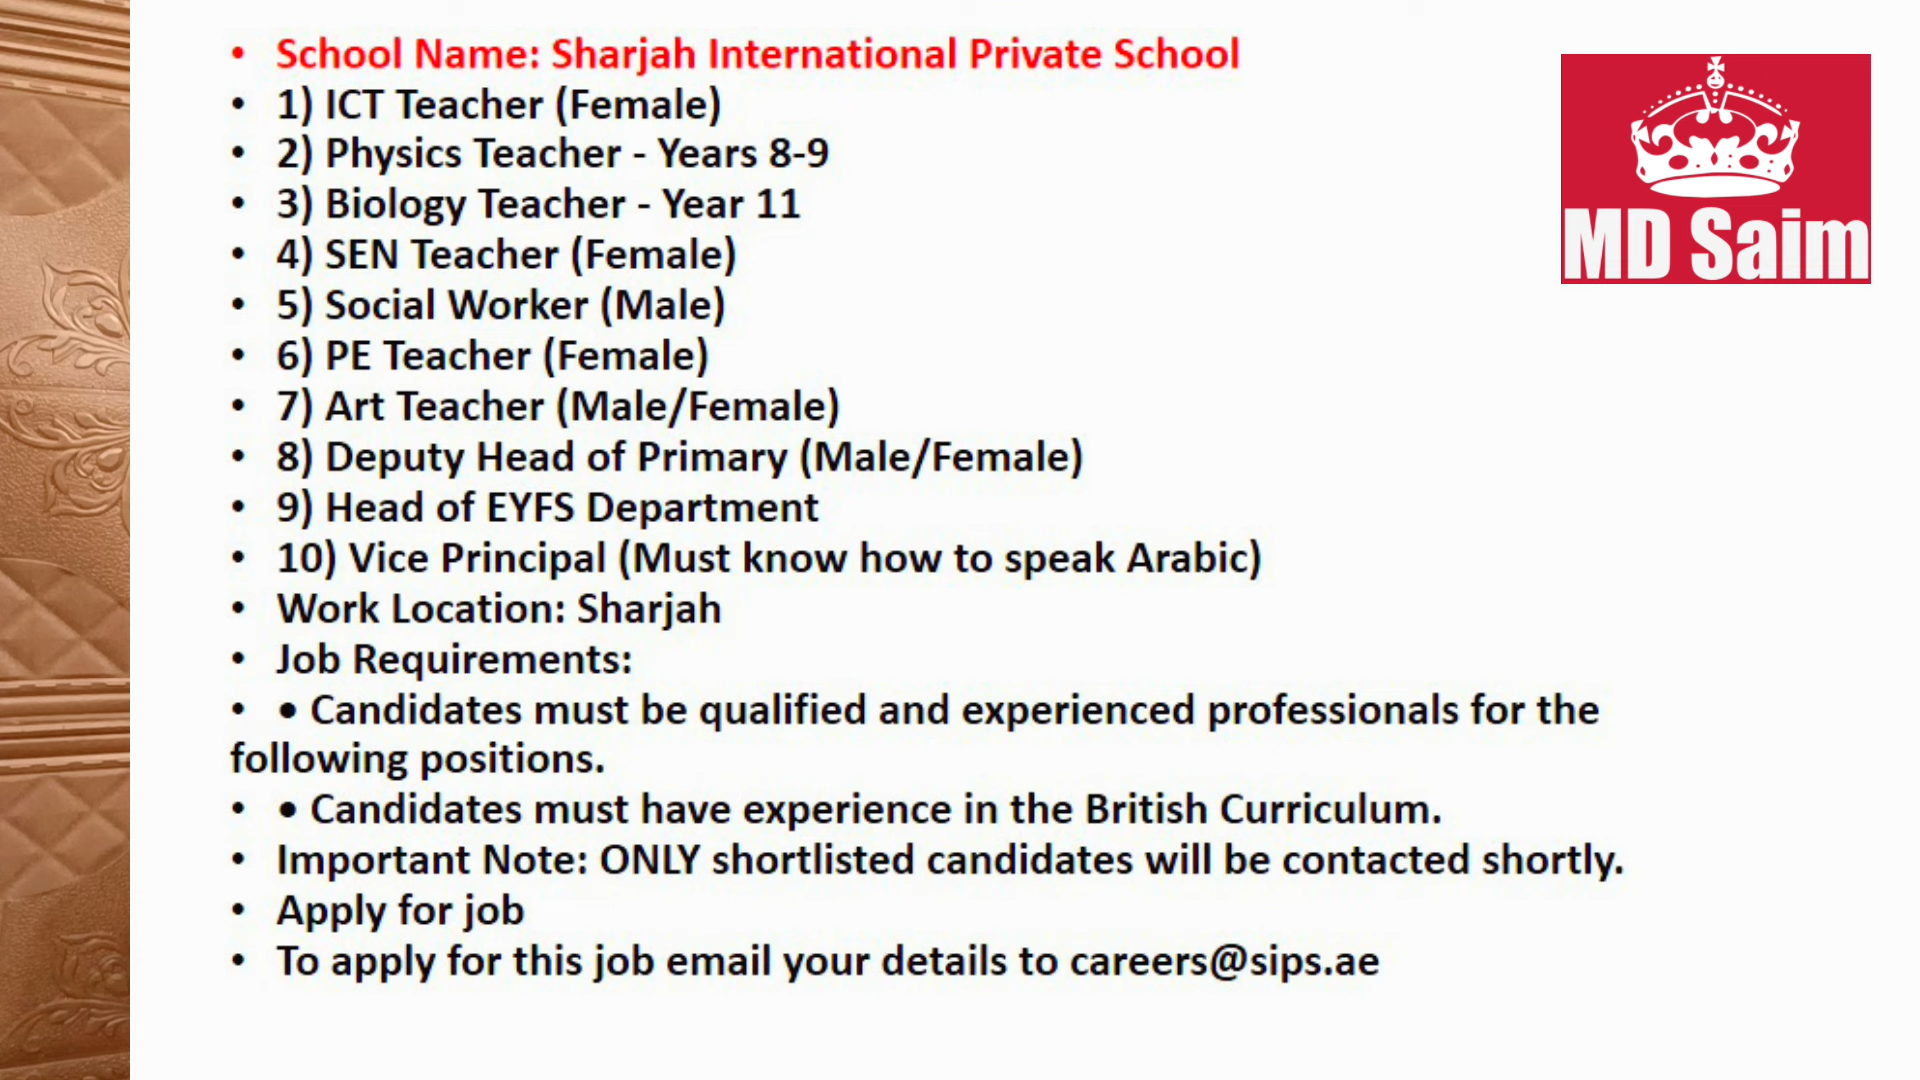 • School Name: Sharjah International Private School
• 1) ICT Teacher (Female)
• 2) Physics Teacher - Years 8-9
• 3) Biology Teacher - Year 11
• 4) SEN Teacher (Female)
• 5) Social Worker (Male)
• 6) PE Teacher (Female)
• 7) Art Teacher (Male/Female)
• 8) Deputy Head of Primary (Male/Female)
• 9) Head of EYFS Department
• 10) Vice Principal (Must know how to speak Arabic)
• Work Location: Sharjah
• Job Requirements:
• • Candidates must be qualified and experienced professionals for the
following positions.
• • Candidates must have experience in the British Curriculum.
• Important Note: ONLY shortlisted candidates will be contacted shortly.
• Apply for job
• To apply for this job email your details to careers@sips.ae
MD Saim